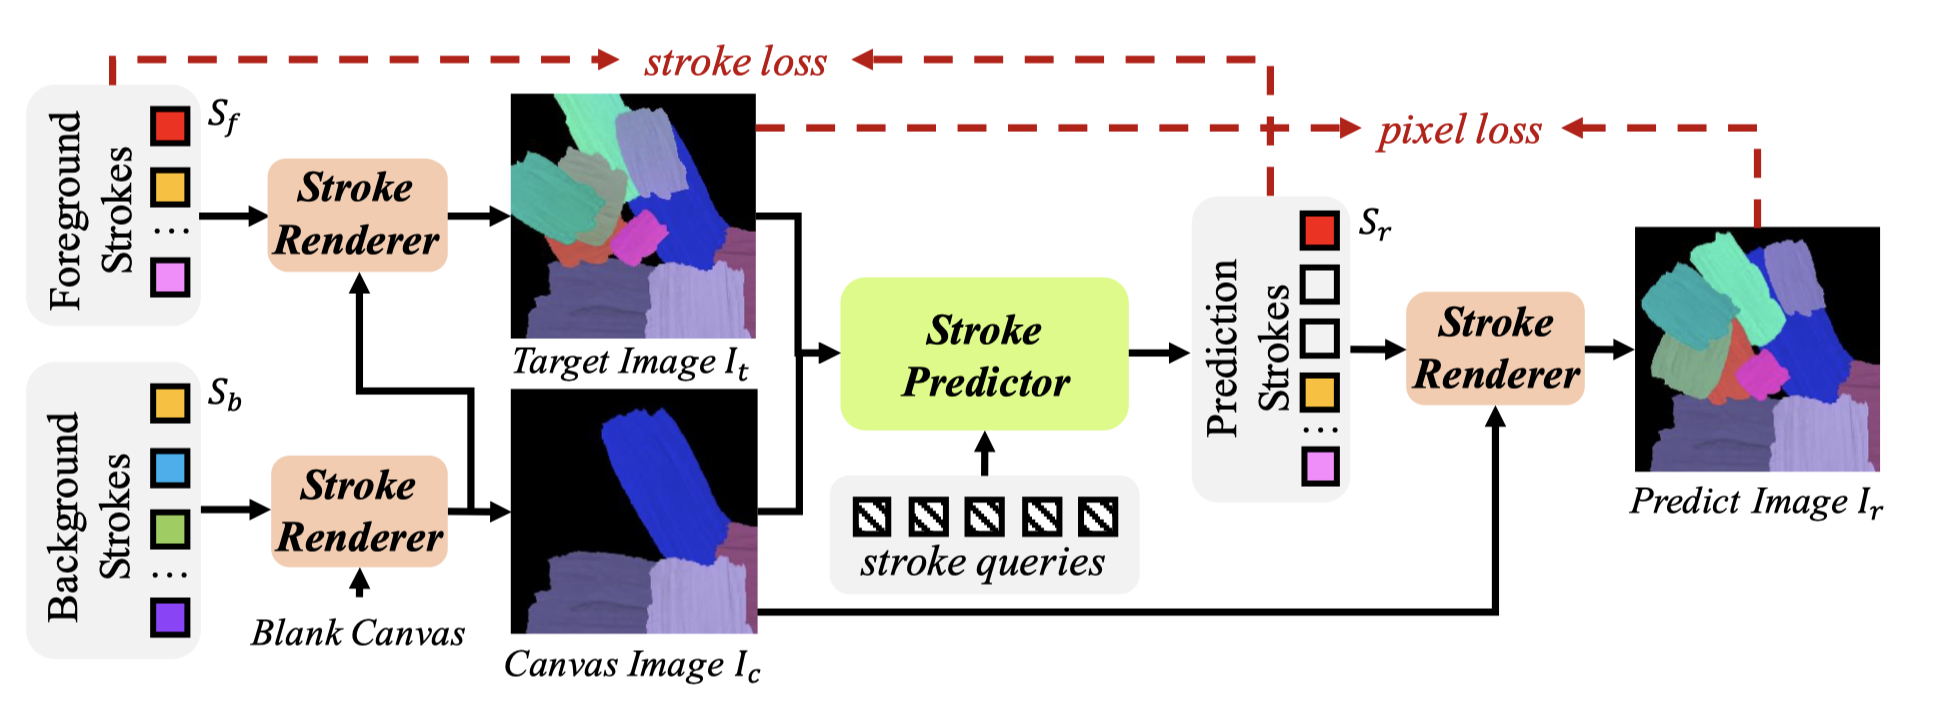 stroke loss
pixel loss
Foreground
Strokes
S_f
Stroke
Renderer
Target Image I_t
Background
Strokes
S_b
Stroke
Renderer
Blank Canvas
Canvas Image I_c
Stroke
Predictor
stroke queries
Prediction
Strokes
S_r
Stroke
Renderer
Predict Image I_r